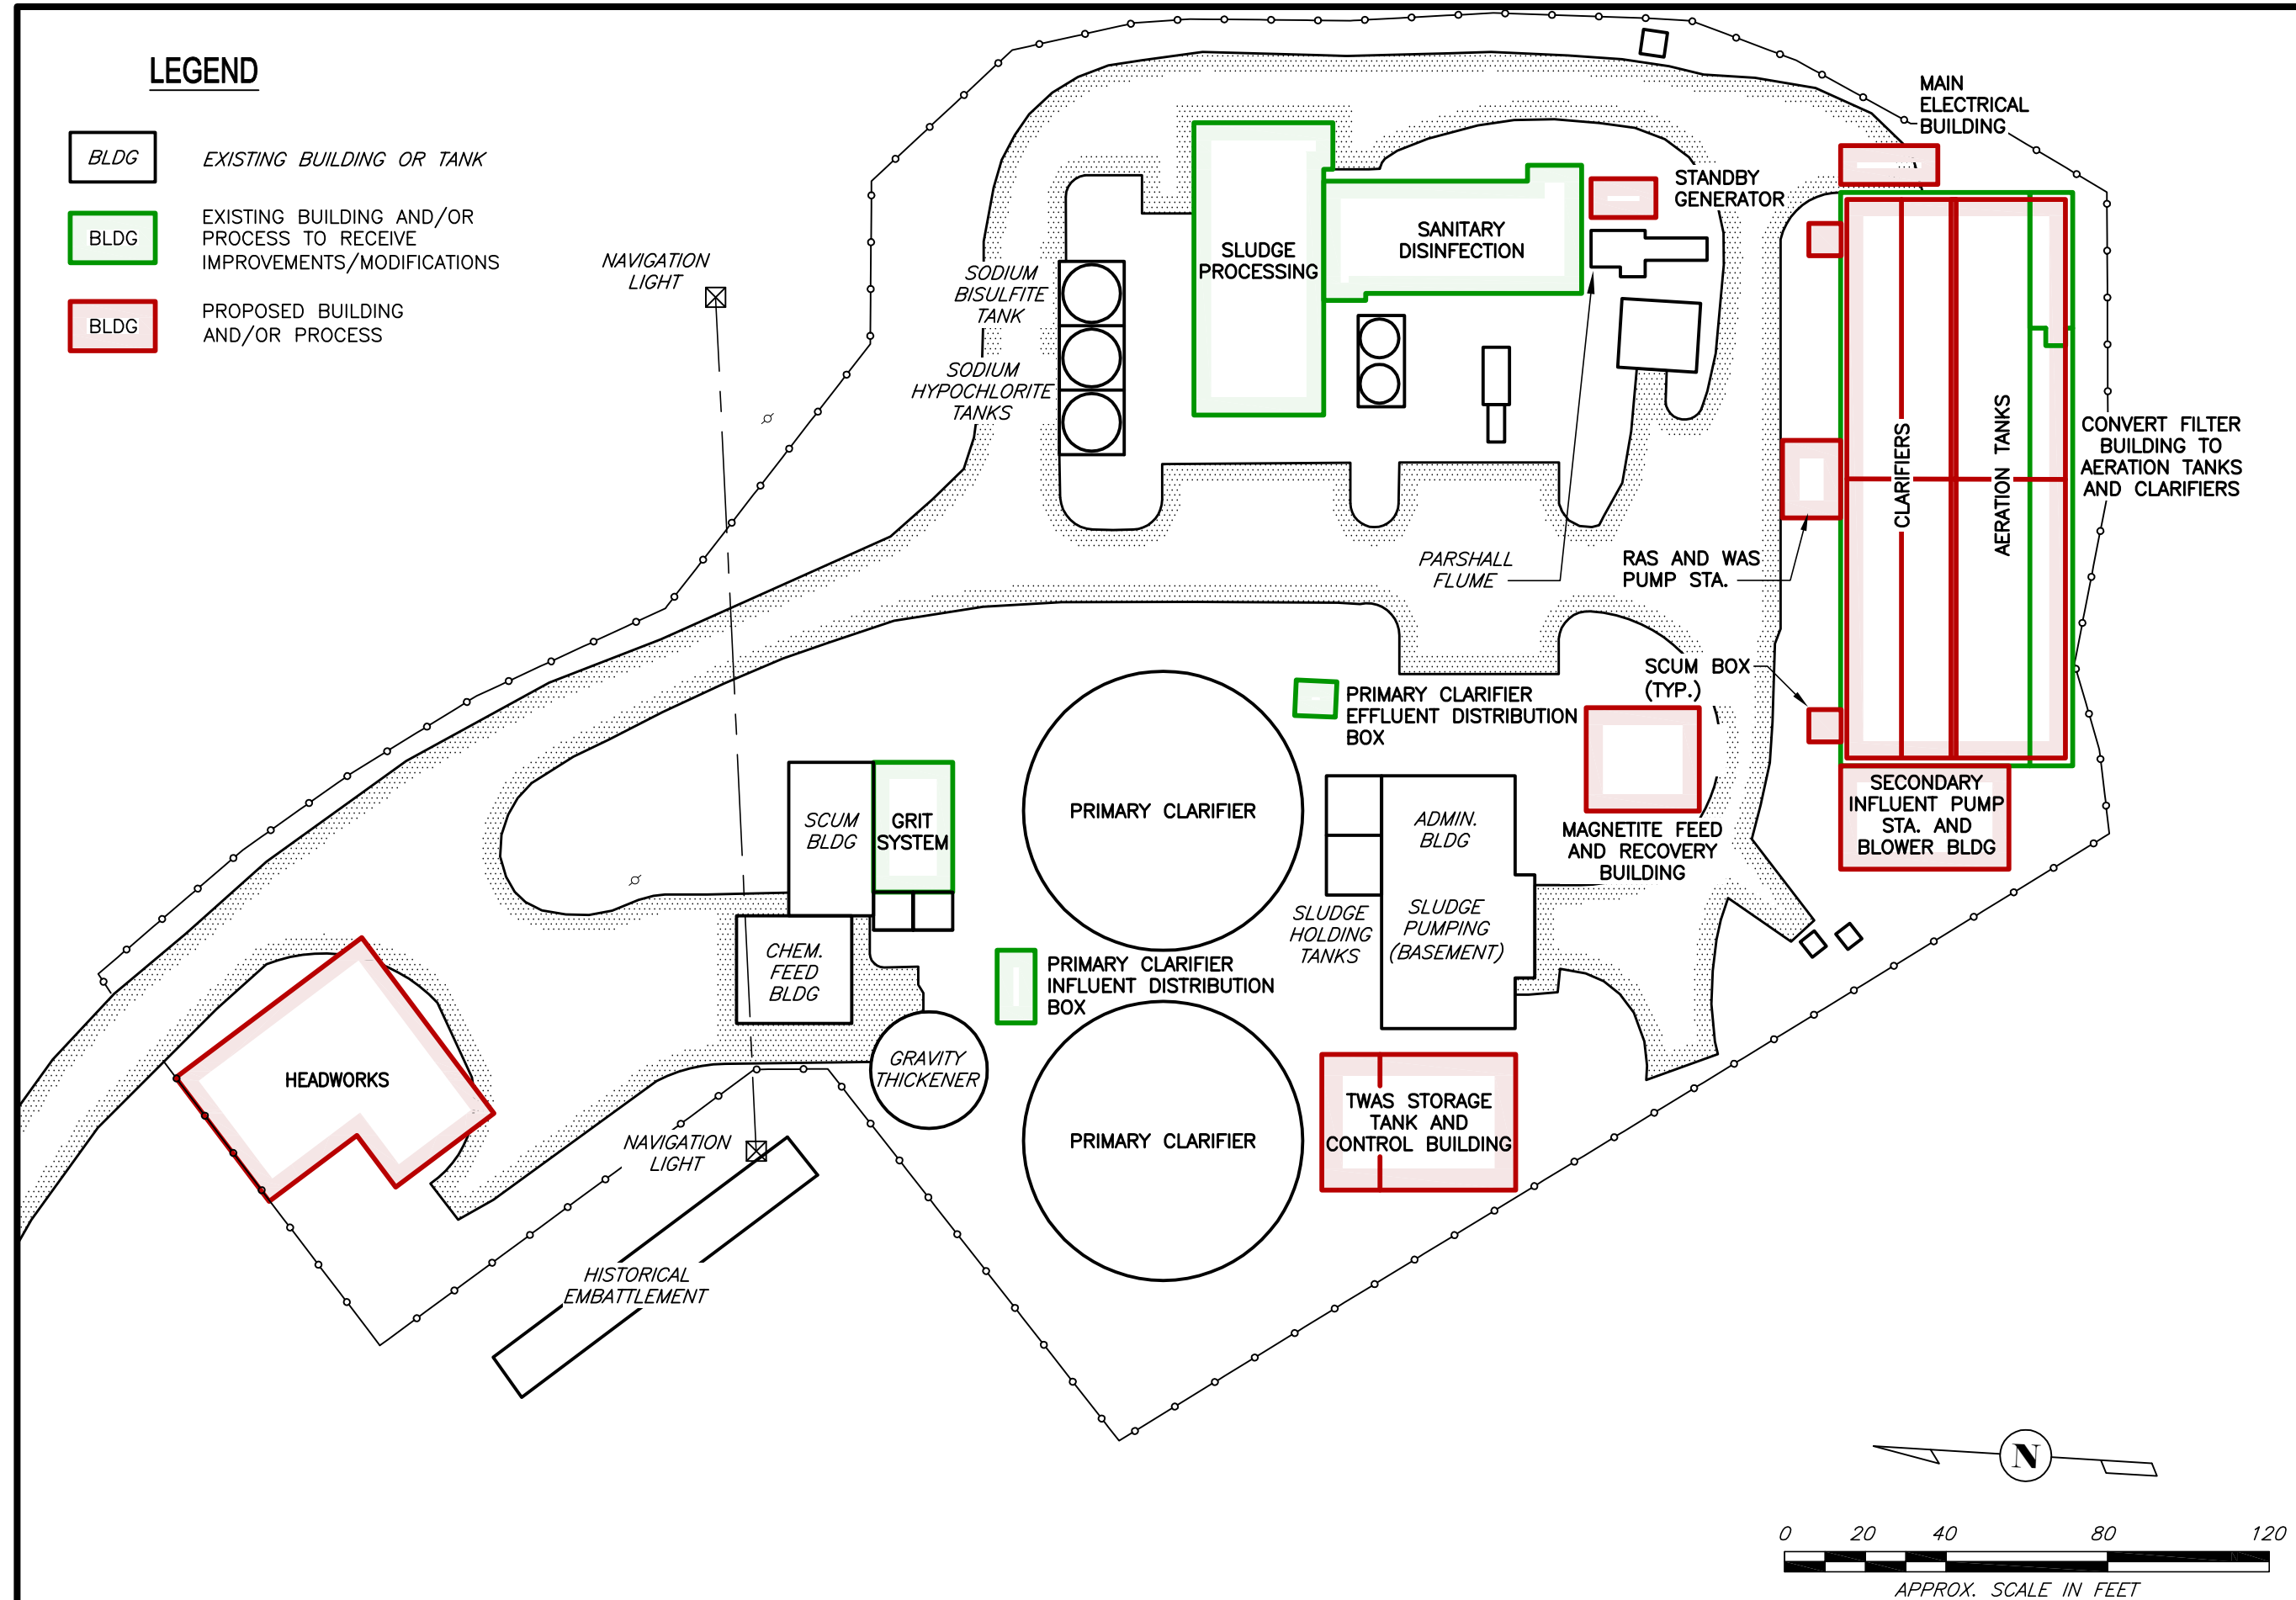 LEGEND
BLDG
EXISTING BUILDING OR TANK
BLDG
EXISTING BUILDING AND/OR
PROCESS TO RECEIVE
IMPROVEMENTS/MODIFICATIONS
BLDG
PROPOSED BUILDING
AND/OR PROCESS
NAVIGATION
LIGHT
SODIUM
BISULFITE
TANK
SODIUM
HYPOCHLORITE
TANKS
SLUDGE
PROCESSING
SANITARY
DISINFECTION
STANDBY
GENERATOR
MAIN
ELECTRICAL
BUILDING
CLARIFIERS
AERATION TANKS
CONVERT FILTER
BUILDING TO
AERATION TANKS
AND CLARIFIERS
PARSHALL
FLUME
RAS AND WAS
PUMP STA.
SCUM BOX
(TYP.)
PRIMARY CLARIFIER
EFFLUENT DISTRIBUTION
BOX
SECONDARY
INFLUENT PUMP
STA. AND
BLOWER BLDG
MAGNETITE FEED
AND RECOVERY
BUILDING
SCUM
BLDG
GRIT
SYSTEM
PRIMARY CLARIFIER
ADMIN.
BLDG
SLUDGE
PUMPING
(BASEMENT)
SLUDGE
HOLDING
TANKS
CHEM.
FEED
BLDG
PRIMARY CLARIFIER
INFLUENT DISTRIBUTION
BOX
GRAVITY
THICKENER
HEADWORKS
NAVIGATION
LIGHT
PRIMARY CLARIFIER
TWAS STORAGE
TANK AND
CONTROL BUILDING
HISTORICAL
EMBATTLEMENT
N
0 20 40 80 120
APPROX. SCALE IN FEET